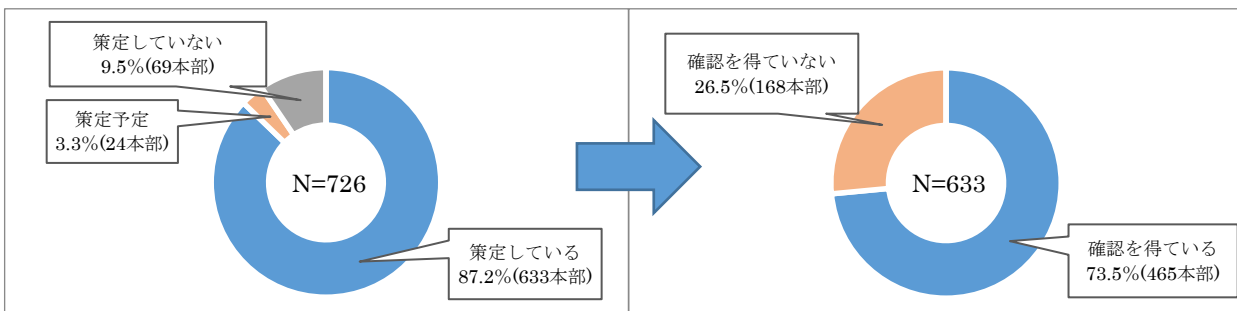 策定していない
9.5%(69本部)
策定予定
3.3%(24本部)
N=726
策定している
87.2%(633本部)
確認を得ていない
26.5%(168本部)
N=633
確認を得ている
73.5%(465本部)